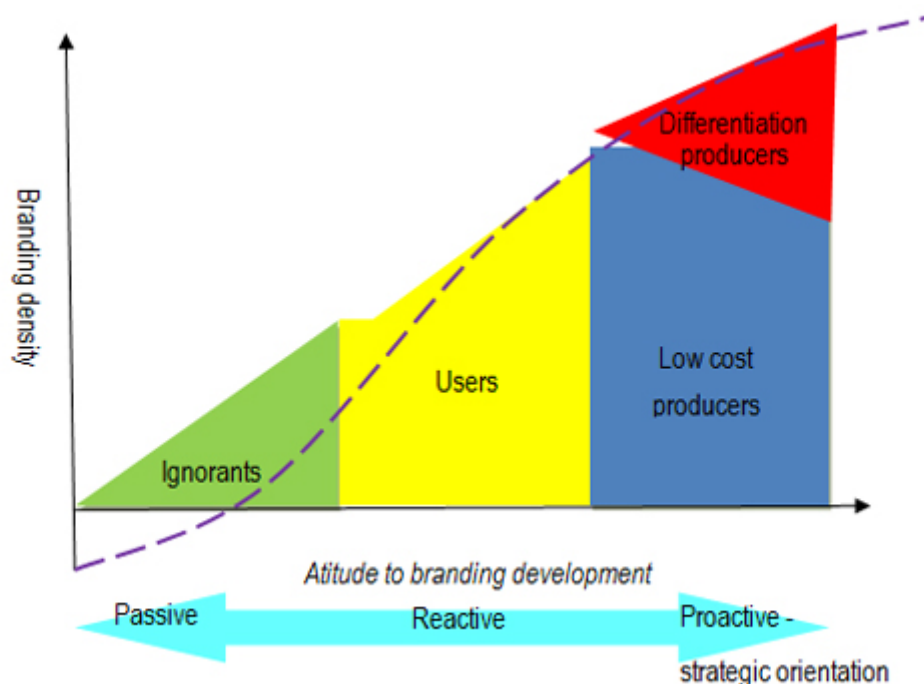 Differentiation
producers
Branding density
Low cost
producers
Users
Ignorants
Atitude to branding development
Passive
Reactive
Proactive -
strategic orientation